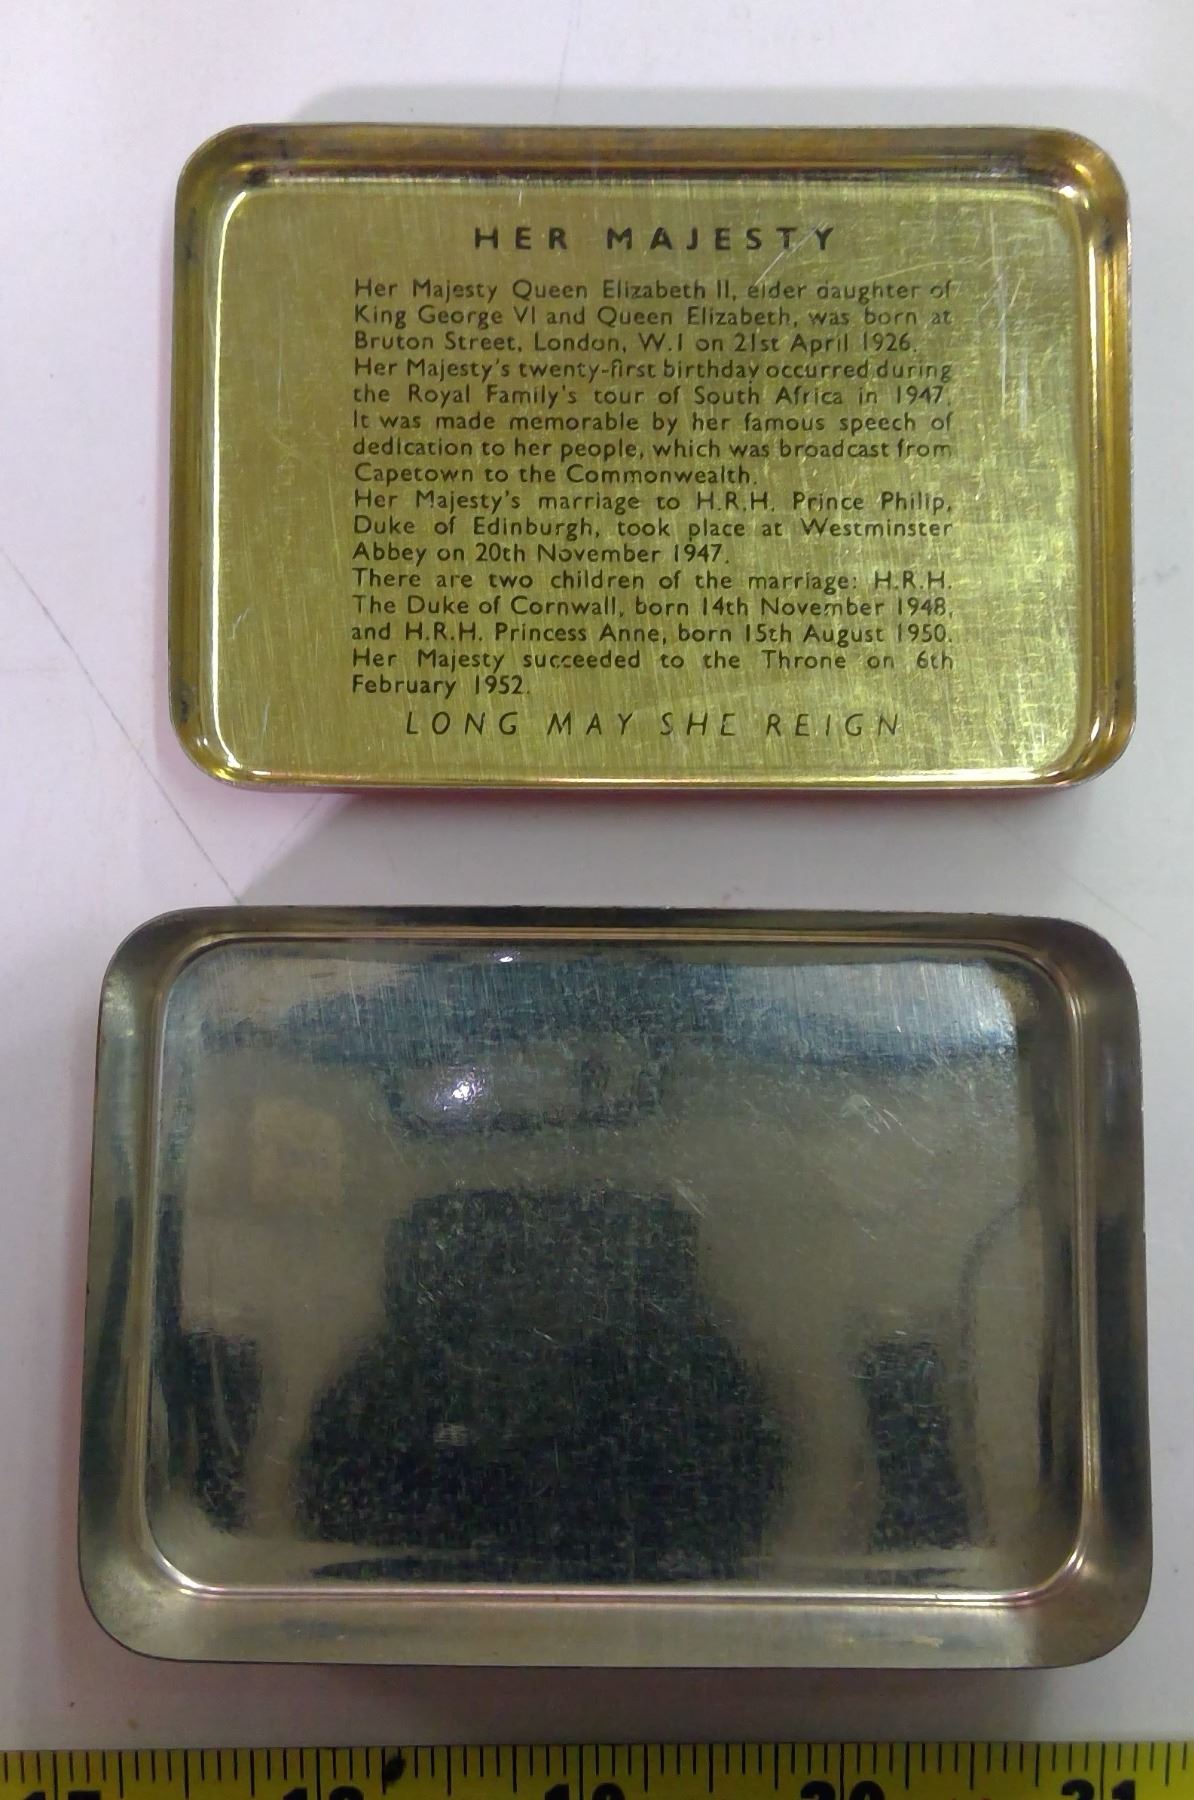 HER MAJESTY
Her Majesty Queen Elizabeth II, elder daughter of
King George VI and Queen Elizabeth, was born at
Bruton Street, London, W.1 on 21st April 1926.
Her Majesty's twenty-first birthday occurred during
the Royal Family's tour of South Africa in 1947.
It was made memorable by her famous speech of
dedication to her people, which was broadcast from
Capetown to the Commonwealth.
Her Majesty's marriage to H.R.H. Prince Philip,
Duke of Edinburgh, took place at Westminster
Abbey on 20th November 1947.
There are two children of the marriage: H.R.H.
The Duke of Cornwall, born 14th November 1948,
and H.R.H. Princess Anne, born 15th August 1950.
Her Majesty succeeded to the Throne on 6th
February 1952.
LONG MAY SHE REIGN